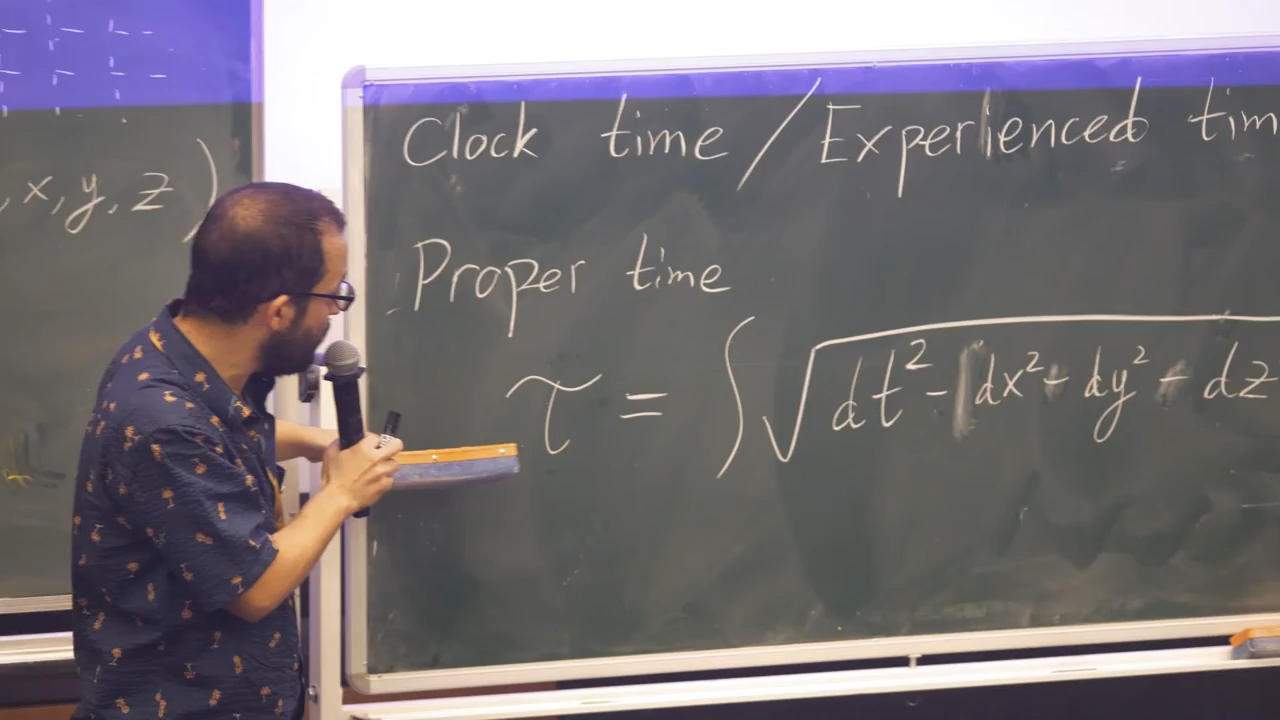 , x, y, z )
Clock time / Experienced tim
Proper time
τ = ∫ √ dt² - dx² - dy² - dz